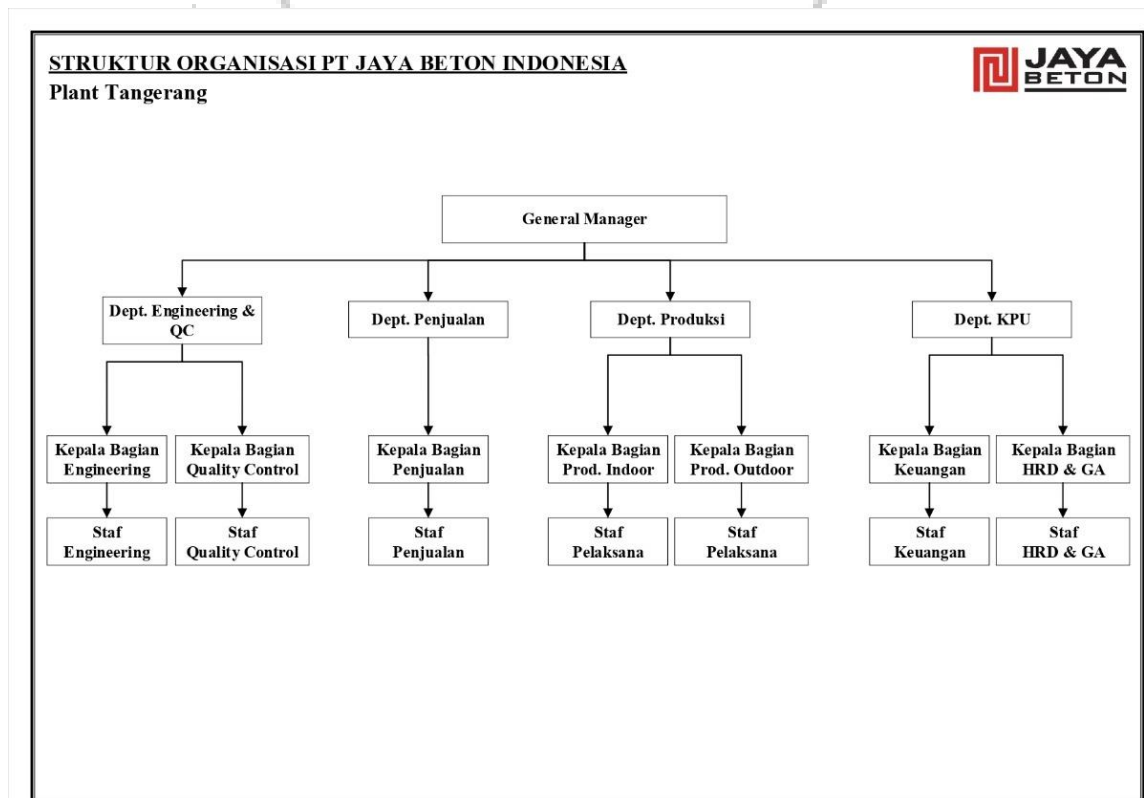 STRUKTUR ORGANISASI PT JAYA BETON INDONESIA
Plant Tangerang
JAYA
BETON
General Manager
Dept. Engineering &
QC
Dept. Penjualan
Dept. Produksi
Dept. KPU
Kepala Bagian
Engineering
Kepala Bagian
Quality Control
Kepala Bagian
Penjualan
Kepala Bagian
Prod. Indoor
Kepala Bagian
Prod. Outdoor
Kepala Bagian
Keuangan
Kepala Bagian
HRD & GA
Staf
Engineering
Staf
Quality Control
Staf
Penjualan
Staf
Pelaksana
Staf
Pelaksana
Staf
Keuangan
Staf
HRD & GA